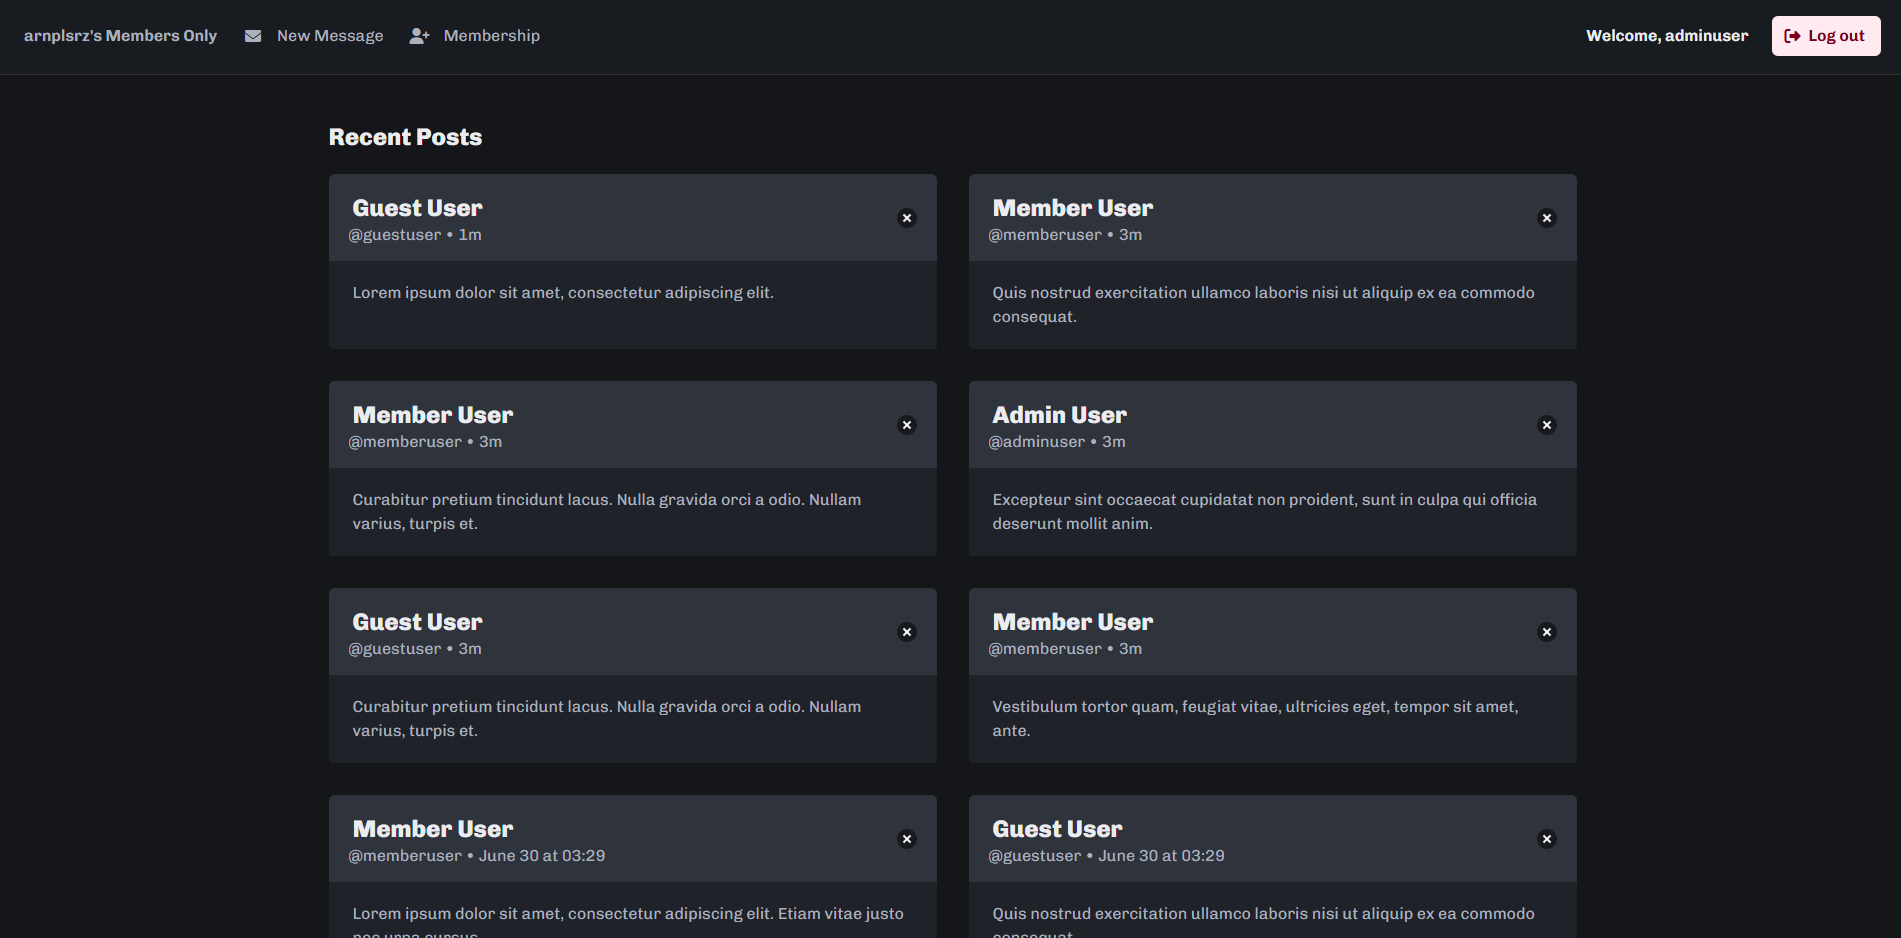 arnplsrz's Members Only
New Message
Membership
Welcome, adminuser
Log out
Recent Posts
Guest User
@guestuser • 1m
Lorem ipsum dolor sit amet, consectetur adipiscing elit.
Member User
@memberuser • 3m
Quis nostrud exercitation ullamco laboris nisi ut aliquip ex ea commodo
consequat.
Member User
@memberuser • 3m
Curabitur pretium tincidunt lacus. Nulla gravida orci a odio. Nullam
varius, turpis et.
Admin User
@adminuser • 3m
Excepteur sint occaecat cupidatat non proident, sunt in culpa qui officia
deserunt mollit anim.
Guest User
@guestuser • 3m
Curabitur pretium tincidunt lacus. Nulla gravida orci a odio. Nullam
varius, turpis et.
Member User
@memberuser • 3m
Vestibulum tortor quam, feugiat vitae, ultricies eget, tempor sit amet,
ante.
Member User
@memberuser • June 30 at 03:29
Lorem ipsum dolor sit amet, consectetur adipiscing elit. Etiam vitae justo
nec urna cursus.
Guest User
@guestuser • June 30 at 03:29
Quis nostrud exercitation ullamco laboris nisi ut aliquip ex ea commodo
consequat.